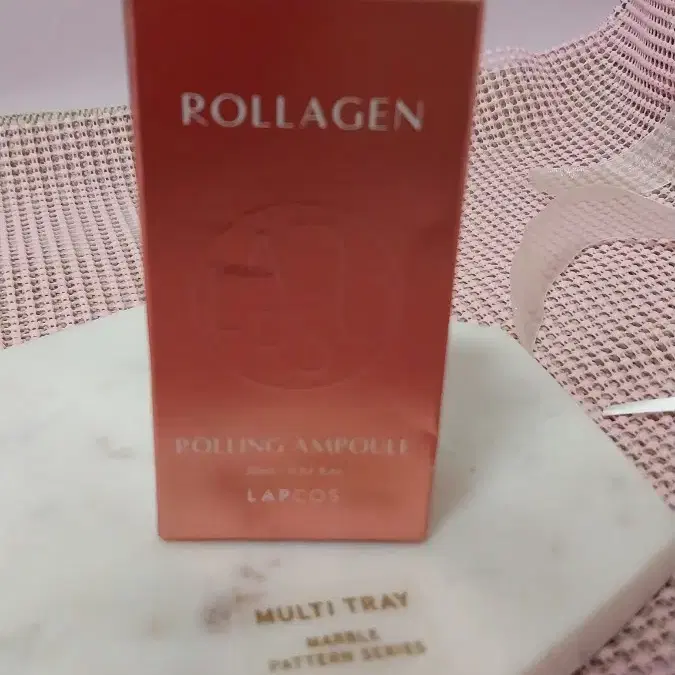 ROLLAGEN
ROLLING AMPOULE
LAPCOS
MULTI TRAY
MARBLE
PATTERN SERIES